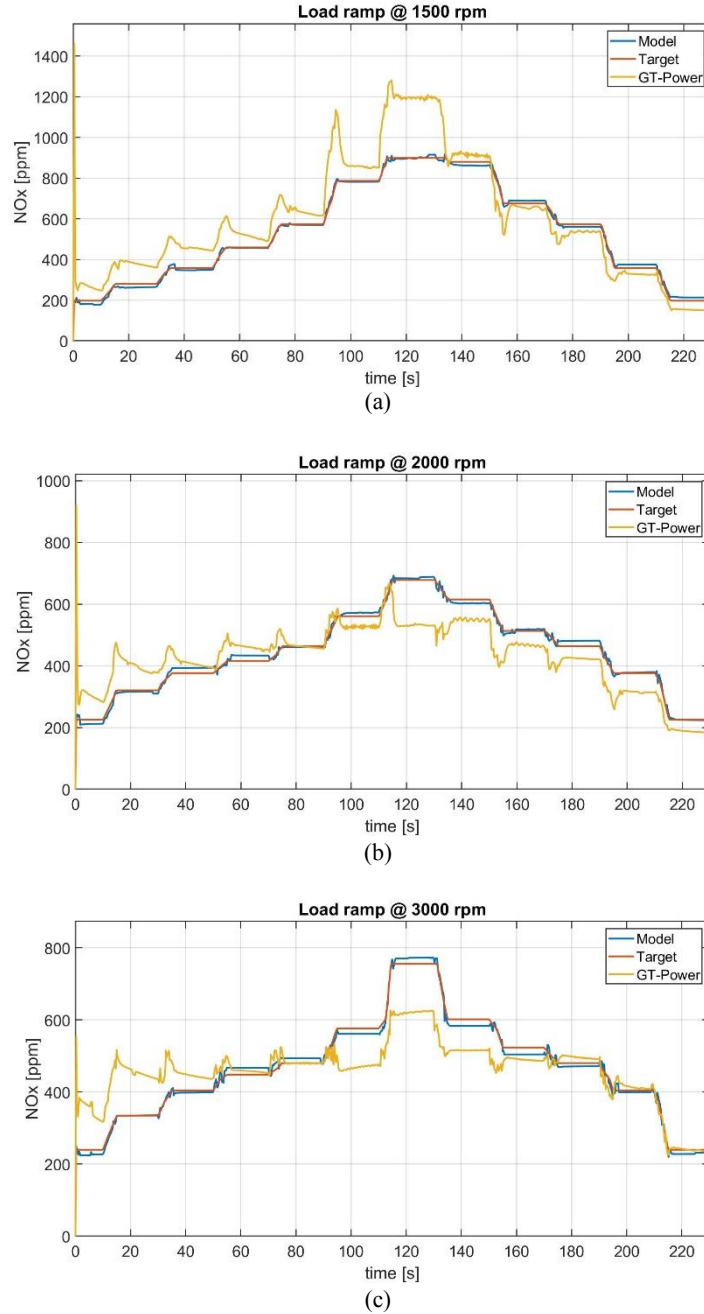 Load ramp @ 1500 rpm
Model
Target
GT-Power
NOx [ppm]
1400
1200
1000
800
600
400
200
0
0 20 40 60 80 100 120 140 160 180 200 220
time [s]
(a)
Load ramp @ 2000 rpm
Model
Target
GT-Power
NOx [ppm]
1000
800
600
400
200
0
0 20 40 60 80 100 120 140 160 180 200 220
time [s]
(b)
Load ramp @ 3000 rpm
Model
Target
GT-Power
NOx [ppm]
800
600
400
200
0
0 20 40 60 80 100 120 140 160 180 200 220
time [s]
(c)